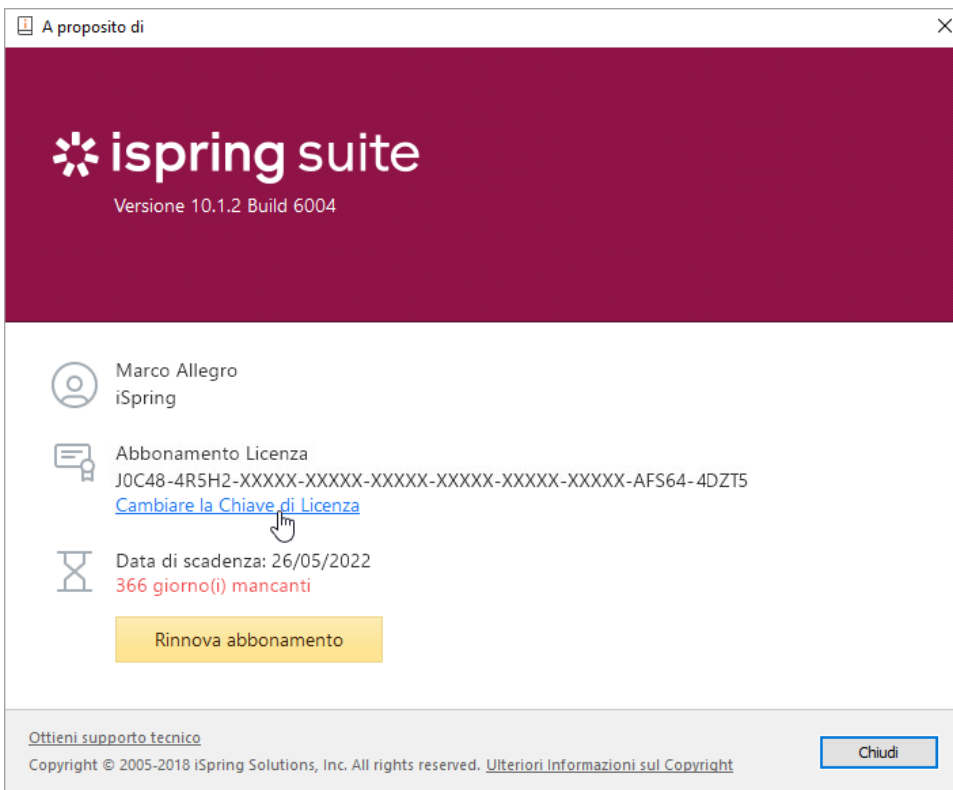 A proposito di
ispring suite
Versione 10.1.2 Build 6004
Marco Allegro
iSpring
Abbonamento Licenza
J0C48-4R5H2-XXXXX-XXXXX-XXXXX-XXXXX-XXXXX-XXXXX-AFS64-4DZT5
Cambiare la Chiave di Licenza
Data di scadenza: 26/05/2022
366 giorno(i) mancanti
Rinnova abbonamento
Ottieni supporto tecnico
Copyright © 2005-2018 iSpring Solutions, Inc. All rights reserved. Ulteriori Informazioni sul Copyright
Chiudi